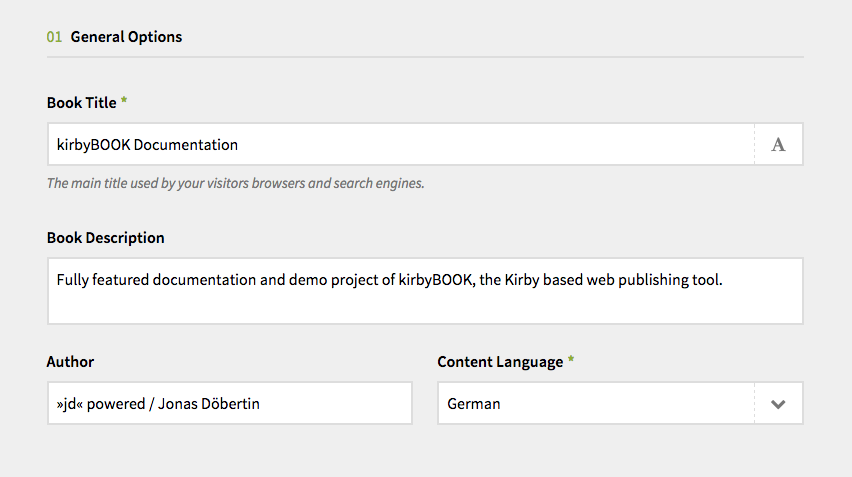 01 General Options
Book Title *
kirbyBOOK Documentation
A
The main title used by your visitors browsers and search engines.
Book Description
Fully featured documentation and demo project of kirbyBOOK, the Kirby based web publishing tool.
Author
Content Language *
»jd« powered / Jonas Döbertin
German